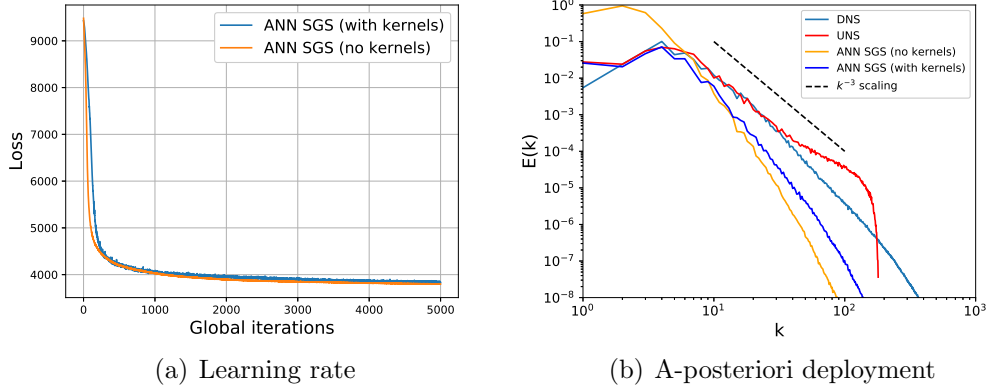 ANN SGS (with kernels)
ANN SGS (no kernels)
9000
8000
7000
6000
5000
4000
Loss
0
1000
2000
3000
4000
5000
Global iterations
(a) Learning rate
DNS
UNS
ANN SGS (no kernels)
ANN SGS (with kernels)
k⁻³ scaling
10⁰
10⁻¹
10⁻²
10⁻³
10⁻⁴
10⁻⁵
10⁻⁶
10⁻⁷
10⁻⁸
E(k)
10⁰
10¹
10²
10³
k
(b) A-posteriori deployment